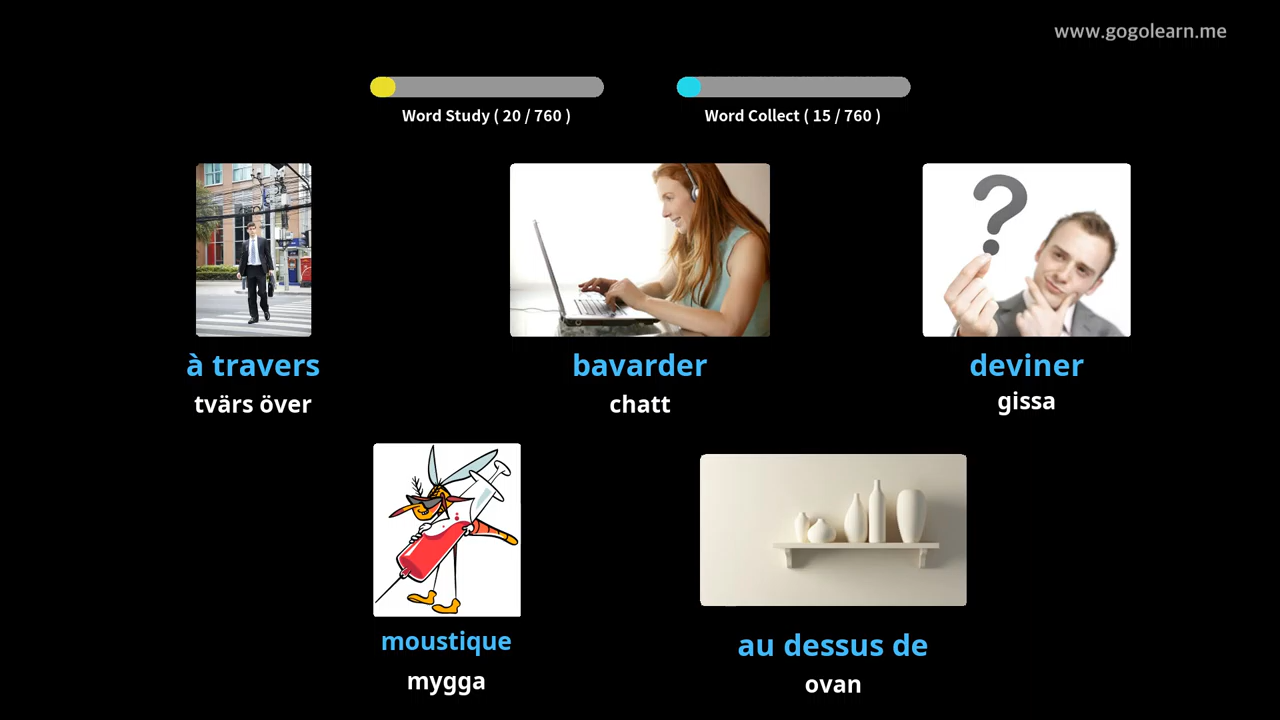 www.gogolearn.me
Word Study ( 20 / 760 )
Word Collect ( 15 / 760 )
à travers
tvärs över
bavarder
chatt
deviner
gissa
moustique
mygga
au dessus de
ovan